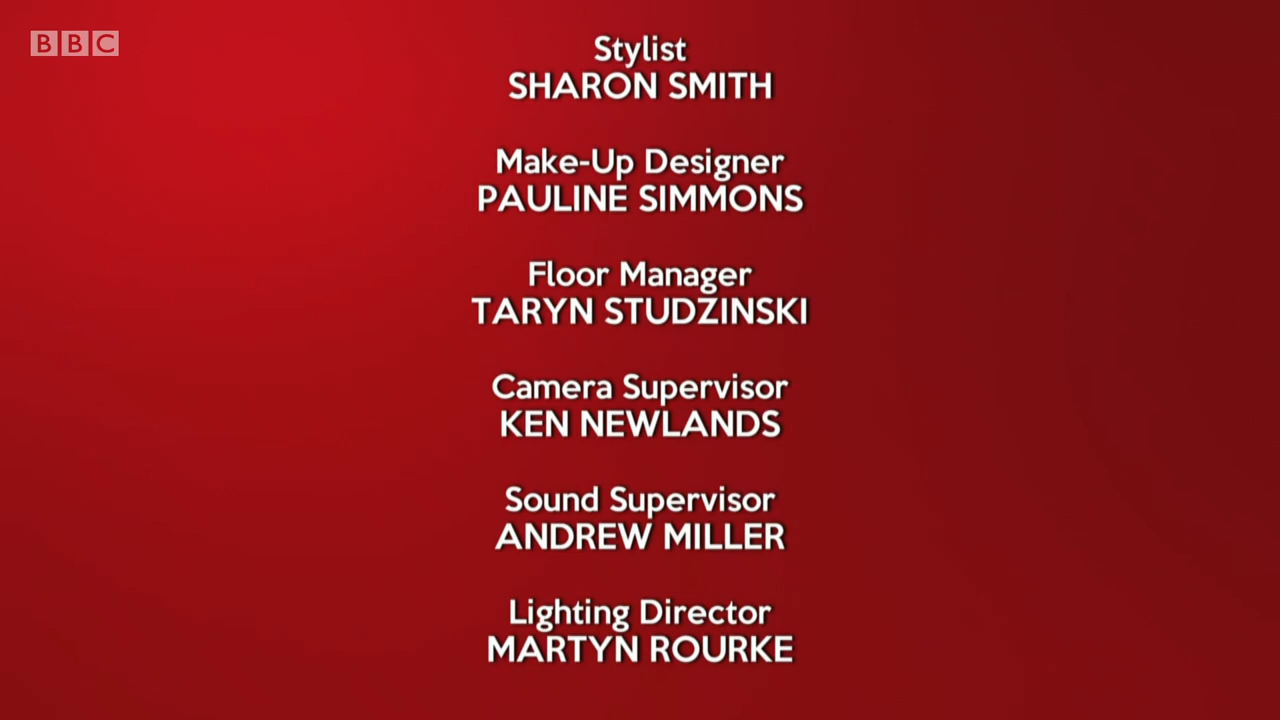 BBC
Stylist
SHARON SMITH
Make-Up Designer
PAULINE SIMMONS
Floor Manager
TARYN STUDZINSKI
Camera Supervisor
KEN NEWLANDS
Sound Supervisor
ANDREW MILLER
Lighting Director
MARTYN ROURKE